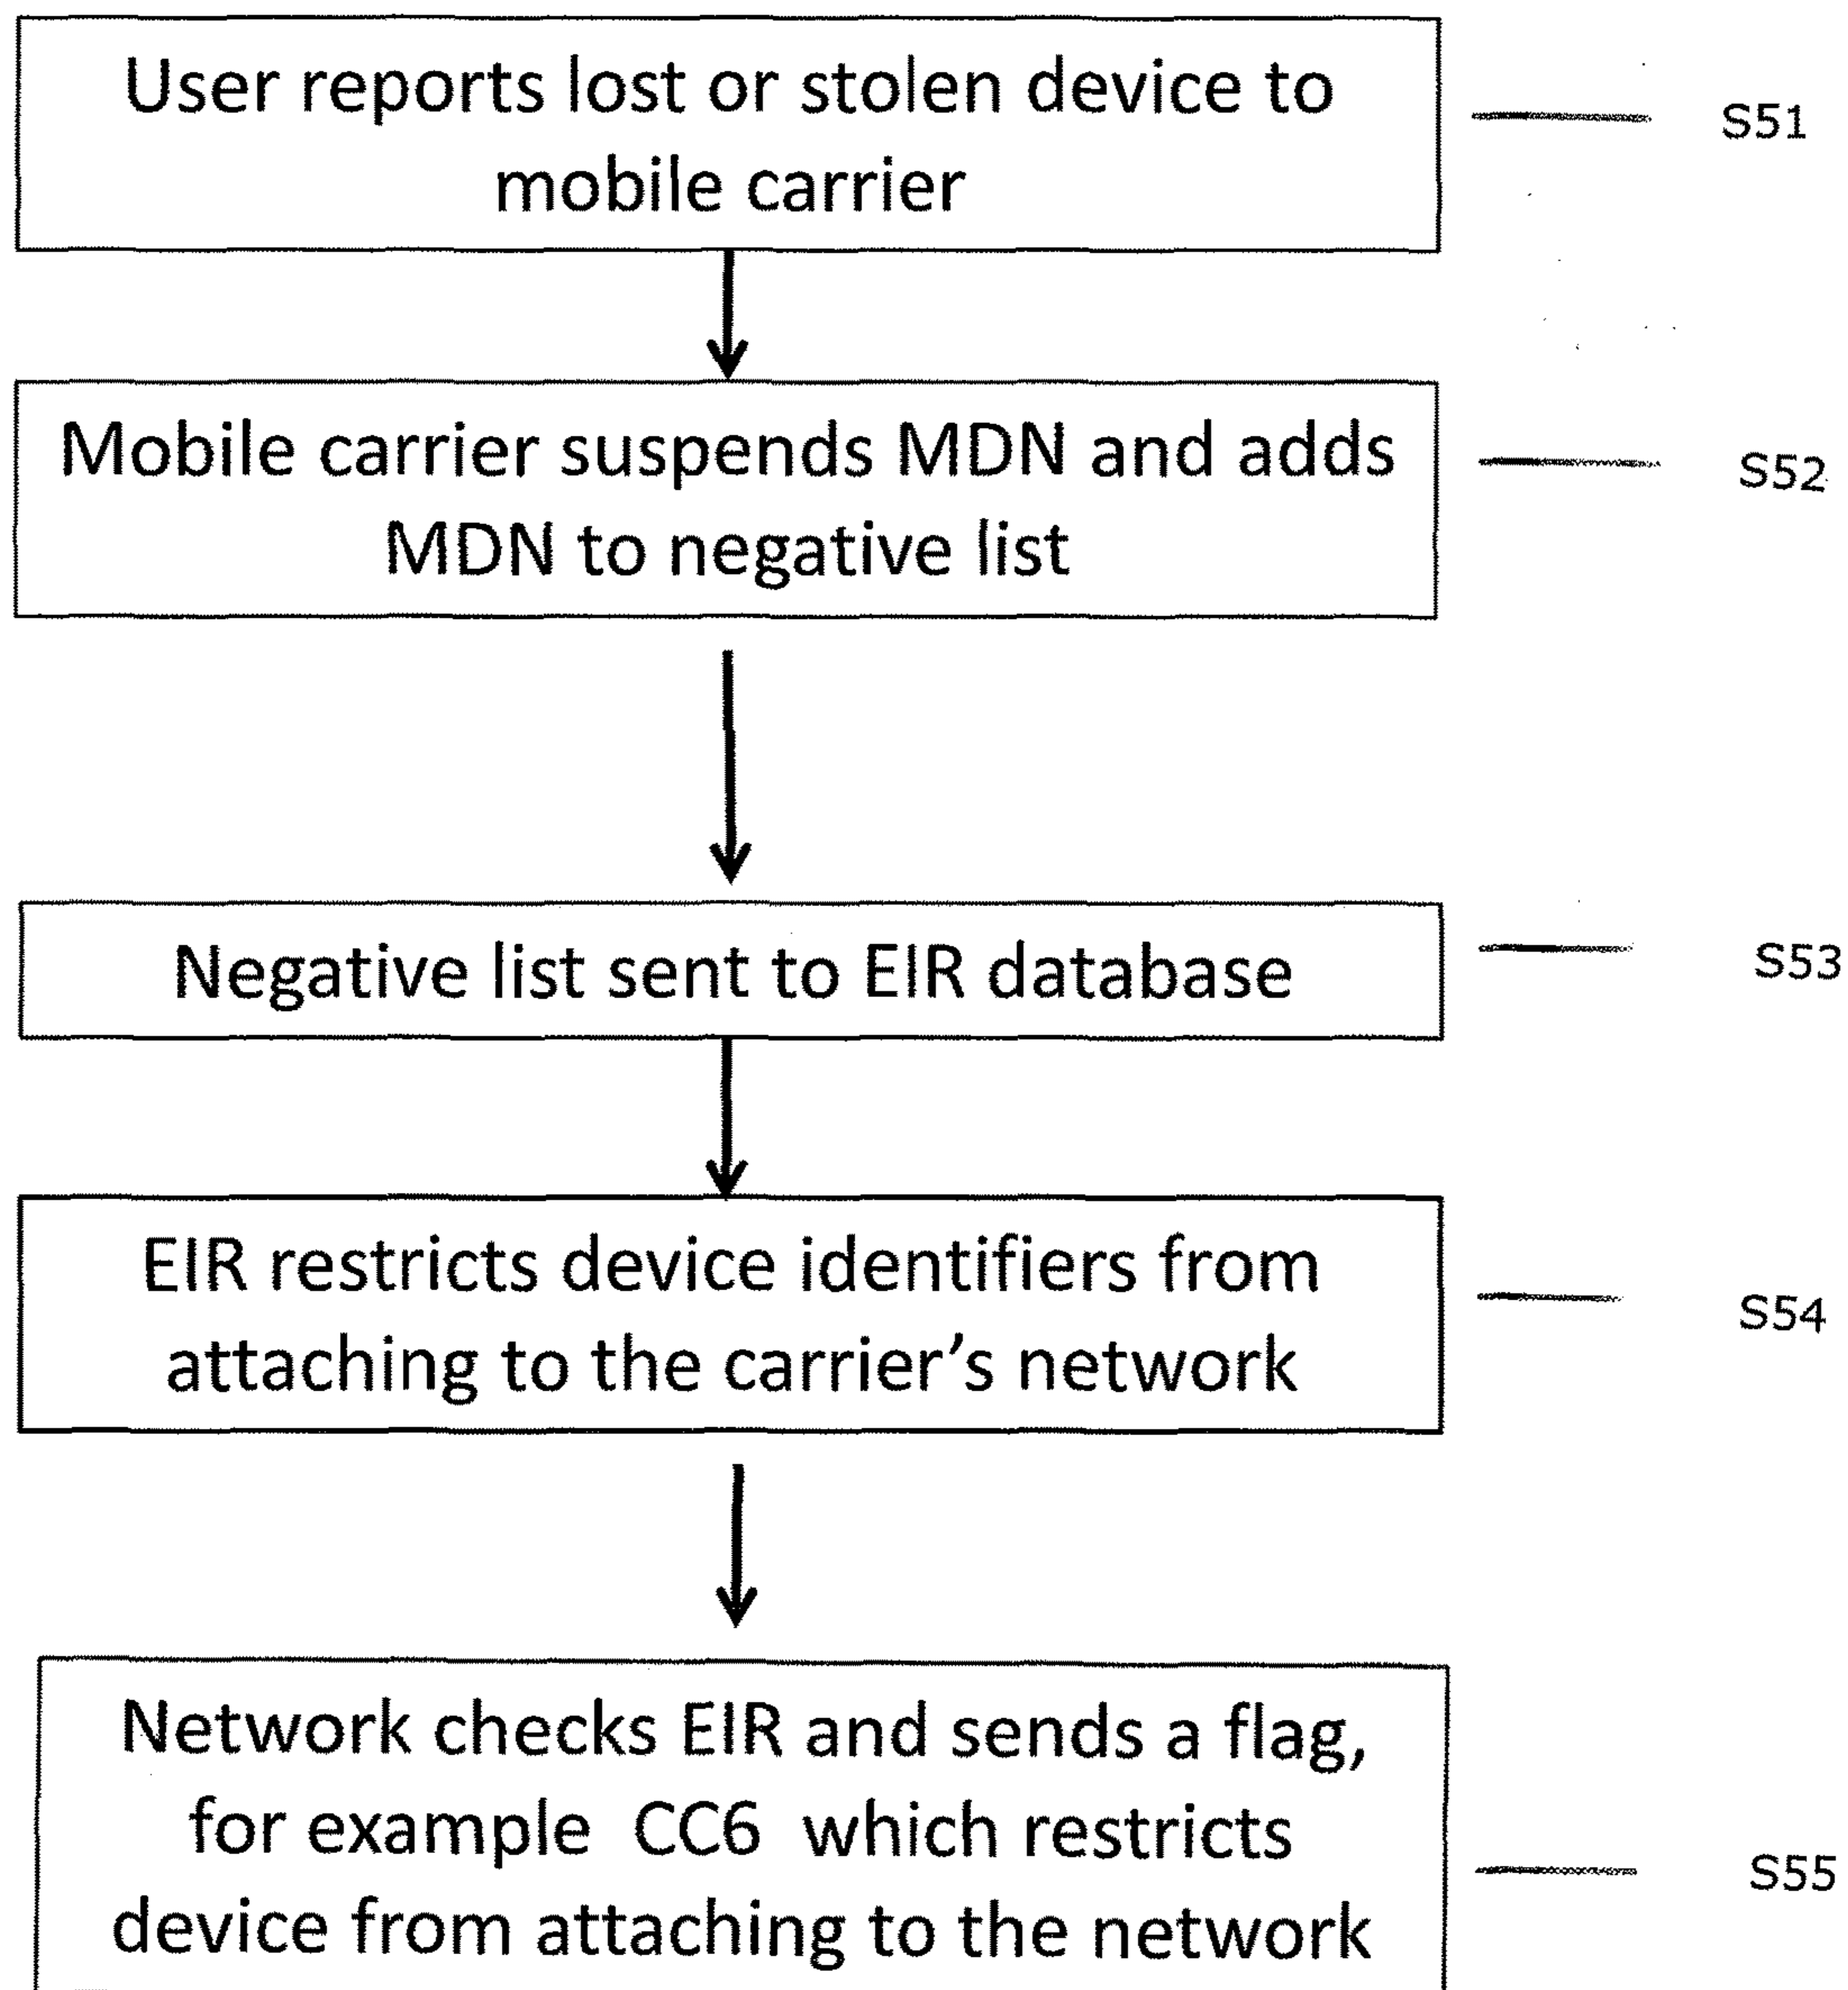 User reports lost or stolen device to
mobile carrier
S51
Mobile carrier suspends MDN and adds
MDN to negative list
S52
Negative list sent to EIR database
S53
EIR restricts device identifiers from
attaching to the carrier's network
S54
Network checks EIR and sends a flag,
for example CC6 which restricts
device from attaching to the network
S55